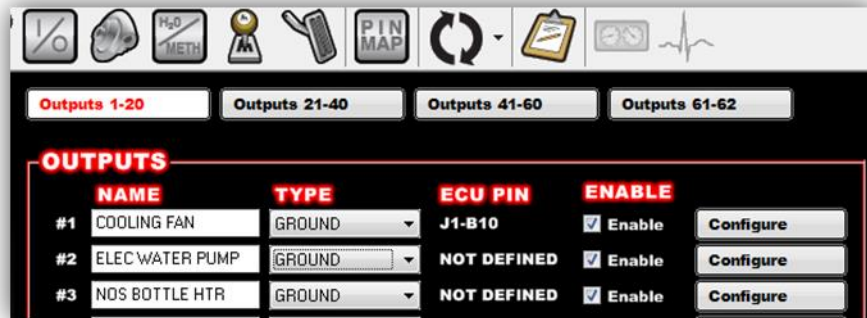 I/O H₂O METH PIN MAP
Outputs 1-20 Outputs 21-40 Outputs 41-60 Outputs 61-62
OUTPUTS
NAME TYPE ECU PIN ENABLE
#1 COOLING FAN GROUND J1-B10 Enable Configure
#2 ELEC WATER PUMP GROUND NOT DEFINED Enable Configure
#3 NOS BOTTLE HTR GROUND NOT DEFINED Enable Configure